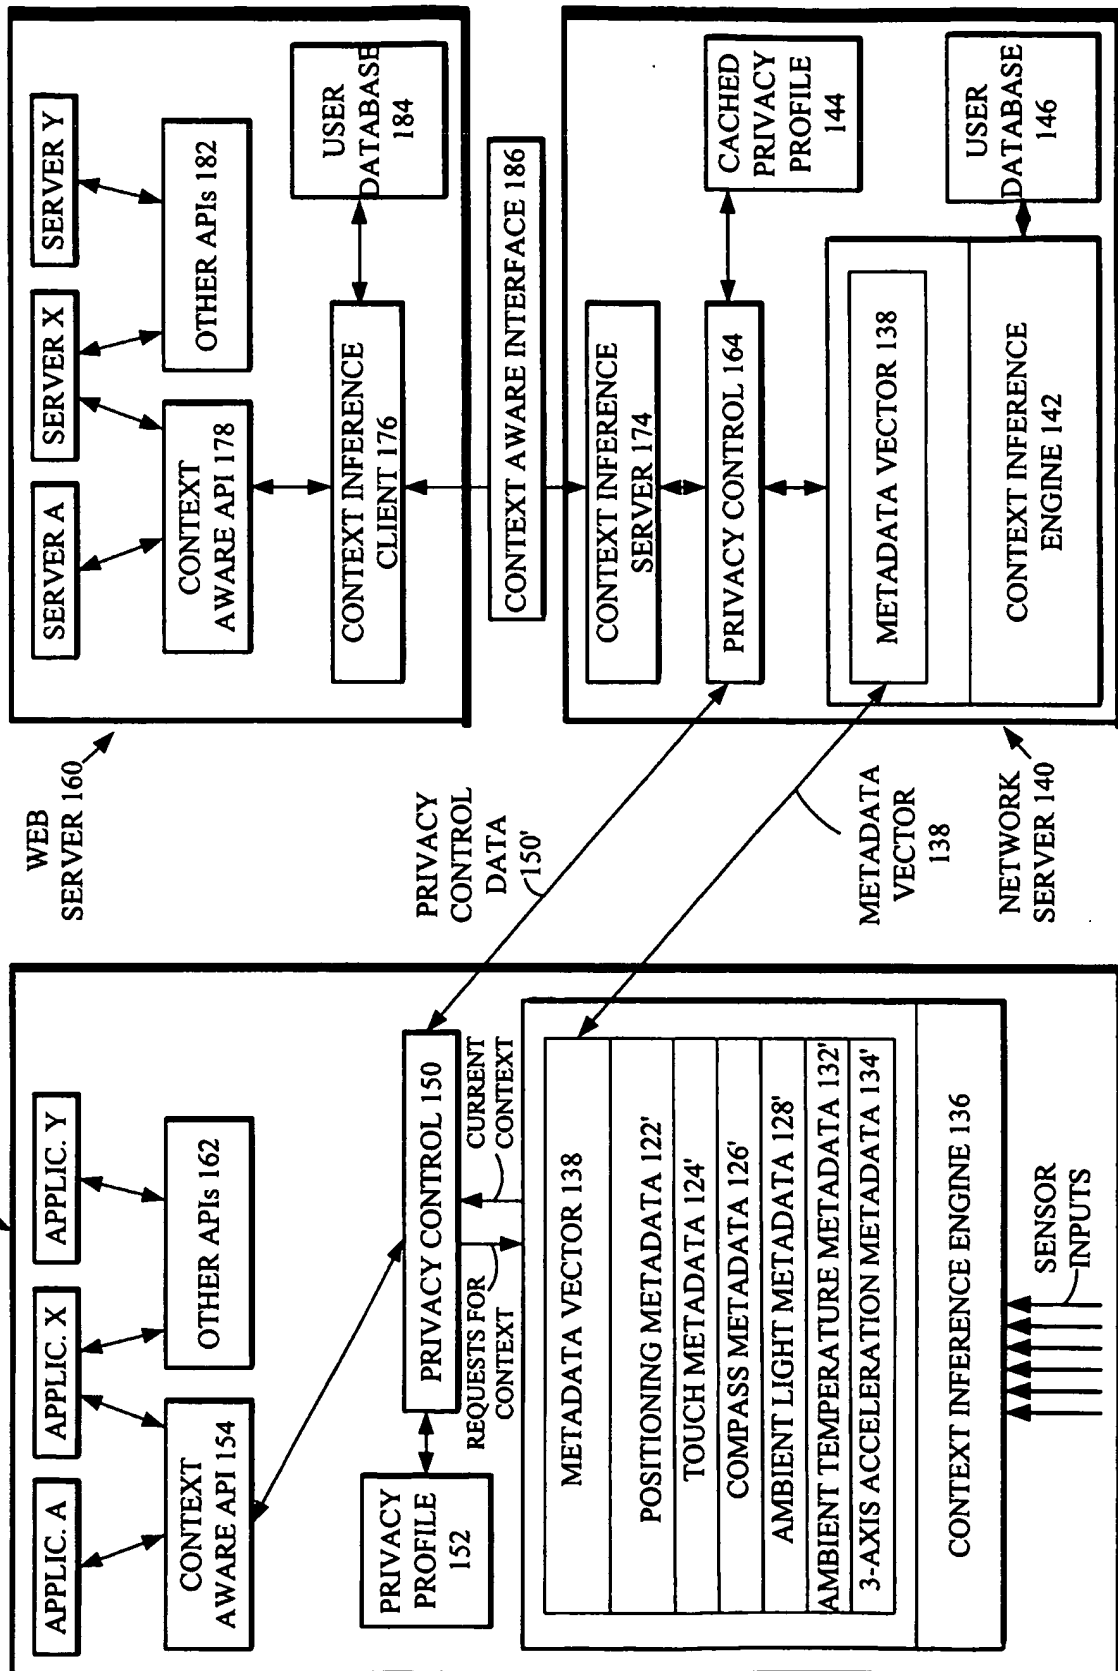 APPLIC. A
APPLIC. X
APPLIC. Y
CONTEXT
AWARE API 154
OTHER APIs 162
PRIVACY
PROFILE
152
PRIVACY CONTROL 150
REQUESTS FOR
CONTEXT
CURRENT
CONTEXT
METADATA VECTOR 138
POSITIONING METADATA 122'
TOUCH METADATA 124'
COMPASS METADATA 126'
AMBIENT LIGHT METADATA 128'
AMBIENT TEMPERATURE METADATA 132'
3-AXIS ACCELERATION METADATA 134'
CONTEXT INFERENCE ENGINE 136
SENSOR
INPUTS
WEB
SERVER 160
PRIVACY
CONTROL
DATA
150'
METADATA
VECTOR
138
NETWORK
SERVER 140
SERVER A
SERVER X
SERVER Y
CONTEXT
AWARE API 178
OTHER APIs 182
CONTEXT INFERENCE
CLIENT 176
USER
DATABASE
184
CONTEXT AWARE INTERFACE 186
CONTEXT INFERENCE
SERVER 174
PRIVACY CONTROL 164
CACHED
PRIVACY
PROFILE
144
METADATA VECTOR 138
CONTEXT INFERENCE
ENGINE 142
USER
DATABASE
146